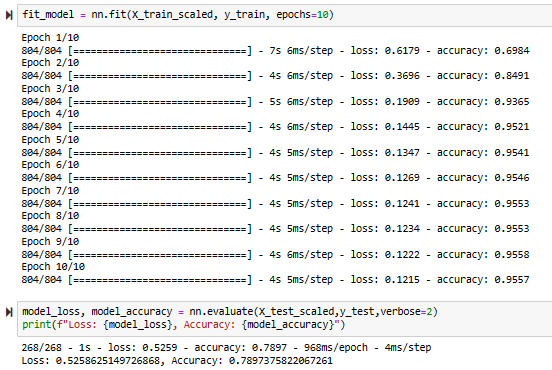 fit_model = nn.fit(X_train_scaled, y_train, epochs=10)
Epoch 1/10
804/804 [==============================] - 7s 6ms/step - loss: 0.6179 - accuracy: 0.6984
Epoch 2/10
804/804 [==============================] - 4s 6ms/step - loss: 0.3696 - accuracy: 0.8491
Epoch 3/10
804/804 [==============================] - 5s 6ms/step - loss: 0.1909 - accuracy: 0.9365
Epoch 4/10
804/804 [==============================] - 4s 5ms/step - loss: 0.1445 - accuracy: 0.9521
Epoch 5/10
804/804 [==============================] - 4s 5ms/step - loss: 0.1347 - accuracy: 0.9541
Epoch 6/10
804/804 [==============================] - 4s 5ms/step - loss: 0.1269 - accuracy: 0.9546
Epoch 7/10
804/804 [==============================] - 4s 5ms/step - loss: 0.1241 - accuracy: 0.9553
Epoch 8/10
804/804 [==============================] - 4s 5ms/step - loss: 0.1234 - accuracy: 0.9553
Epoch 9/10
804/804 [==============================] - 4s 6ms/step - loss: 0.1222 - accuracy: 0.9558
Epoch 10/10
804/804 [==============================] - 4s 5ms/step - loss: 0.1215 - accuracy: 0.9557
model_loss, model_accuracy = nn.evaluate(X_test_scaled,y_test,verbose=2)
print(f"Loss: {model_loss}, Accuracy: {model_accuracy}")
268/268 - 1s - loss: 0.5259 - accuracy: 0.7897 - 968ms/epoch - 4ms/step
Loss: 0.5258625149726868, Accuracy: 0.7897375822067261